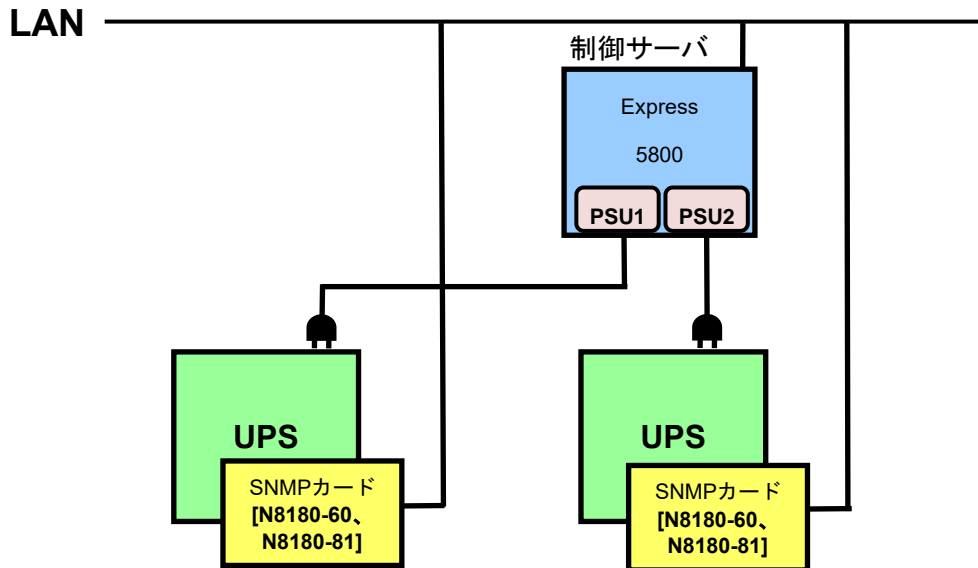 LAN
制御サーバ
Express
5800
PSU1
PSU2
UPS
SNMPカード
[N8180-60、
N8180-81]
UPS
SNMPカード
[N8180-60、
N8180-81]